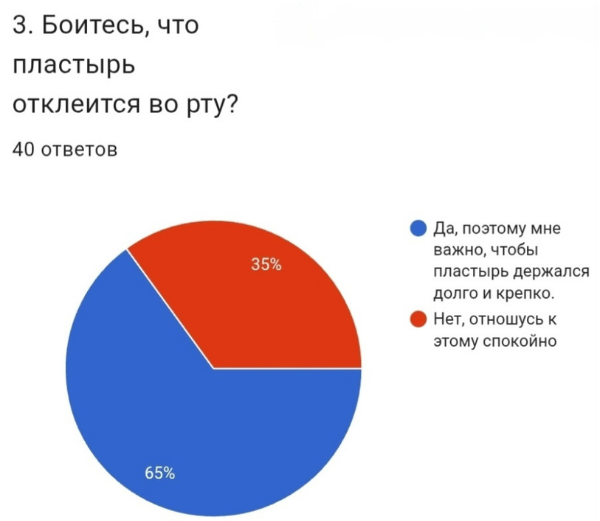 3. Боитесь, что
пластырь
отклеится во рту?
40 ответов
35%
65%
Да, поэтому мне
важно, чтобы
пластырь держался
долго и крепко.
Нет, отношусь к
этому спокойно